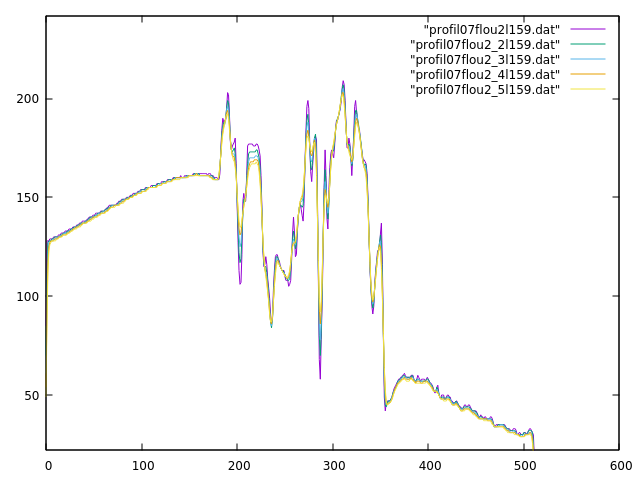 "profil07flou2l159.dat"
"profil07flou2_2l159.dat"
"profil07flou2_3l159.dat"
"profil07flou2_4l159.dat"
"profil07flou2_5l159.dat"
200
150
100
50
0 100 200 300 400 500 600